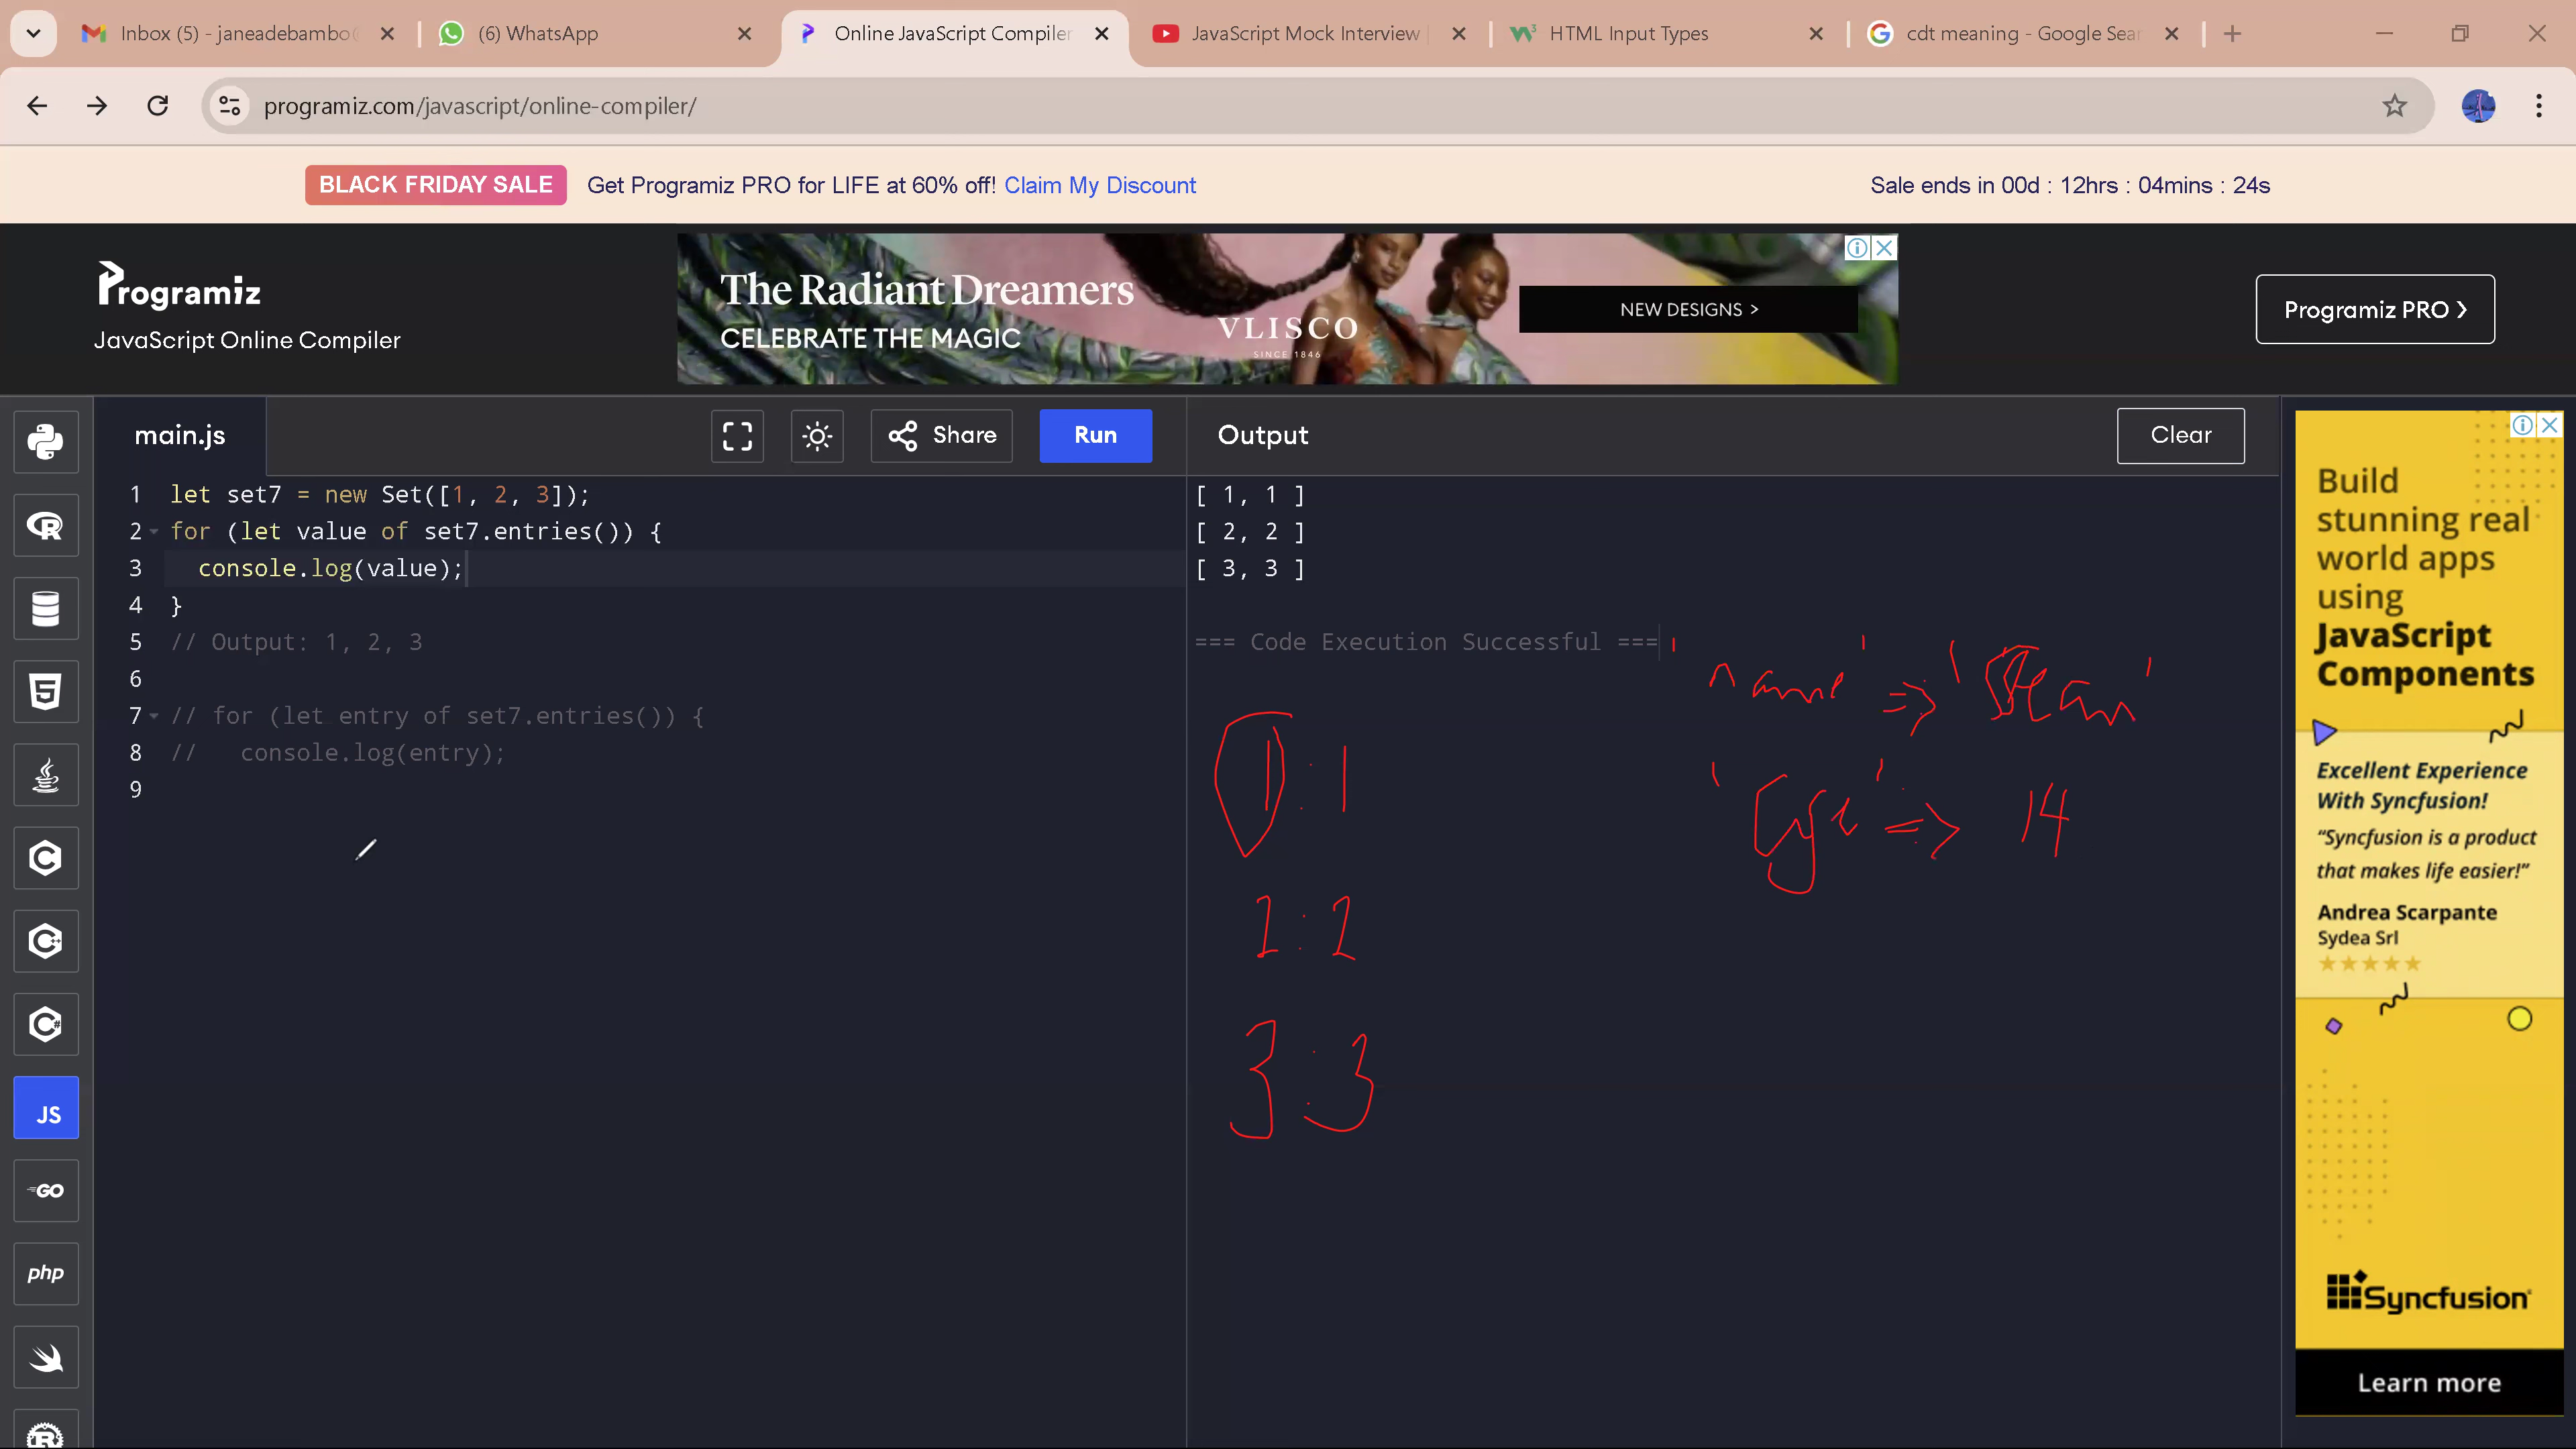 Inbox (5) - janeadebambo@
(6) WhatsApp
Online JavaScript Compiler
JavaScript Mock Interview
HTML Input Types
cdt meaning - Google Sear
programiz.com/javascript/online-compiler/
BLACK FRIDAY SALE Get Programiz PRO for LIFE at 60% off! Claim My Discount
Sale ends in 00d : 12hrs : 04mins : 24s
Programiz
JavaScript Online Compiler
The Radiant Dreamers
CELEBRATE THE MAGIC
VLISCO
SINCE 1846
NEW DESIGNS >
Programiz PRO >
main.js
Share
Run
Output
Clear
1 let set7 = new Set([1, 2, 3]);
2 for (let value of set7.entries()) {
3 console.log(value);
4 }
5 // Output: 1, 2, 3
6
7 // for (let entry of set7.entries()) {
8 // console.log(entry);
9
[ 1, 1 ]
[ 2, 2 ]
[ 3, 3 ]
=== Code Execution Successful ===
'name' =>
=> 14
1 : 1
2 : 2
3 : 3
R
5
C
C++
C#
JS
GO
php
R
Build
stunning real
world apps
using
JavaScript
Components
Excellent Experience
With Syncfusion!
“Syncfusion is a product
that makes life easier!”
Andrea Scarpante
Sydea Srl
Syncfusion
Learn more